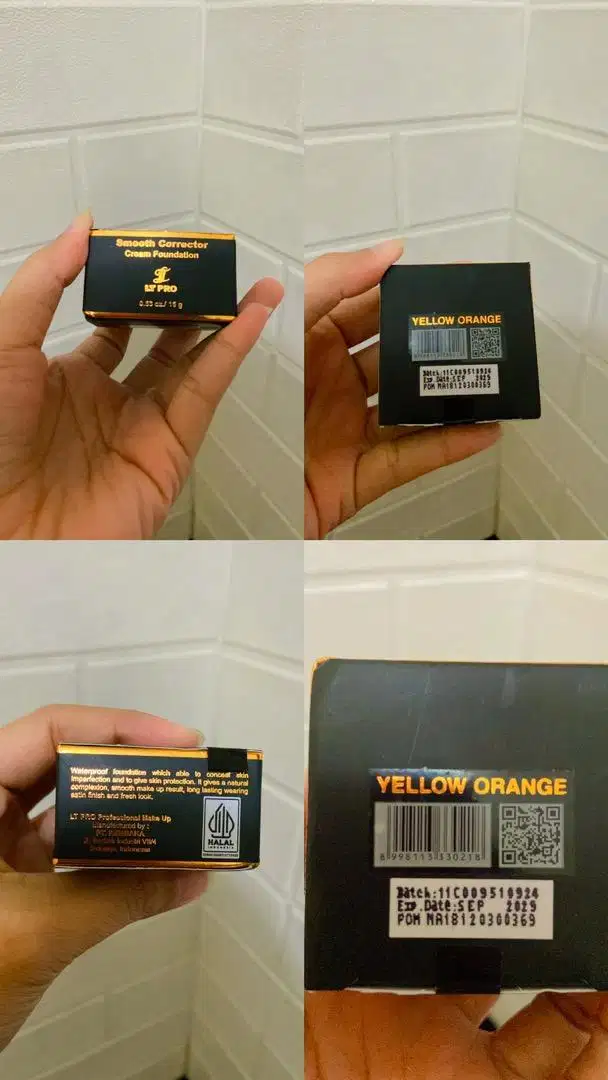 Smooth Corrector
Cream Foundation
LT PRO
0.53 oz./ 15 g
YELLOW ORANGE
8998113330218
Batch:11C009510924
Exp.Date:SEP 2029
POM NA18120300369
Waterproof foundation which able to conceal skin
imperfection and to give skin protection. It gives a natural
complexion, smooth make up result, long lasting wearing
satin finish and fresh look.
LT PRO Professional Make Up
Manufactured by :
HALAL
INDONESIA
YELLOW ORANGE
8998113330218
Batch:11C009510924
Exp.Date:SEP 2029
POM NA18120300369